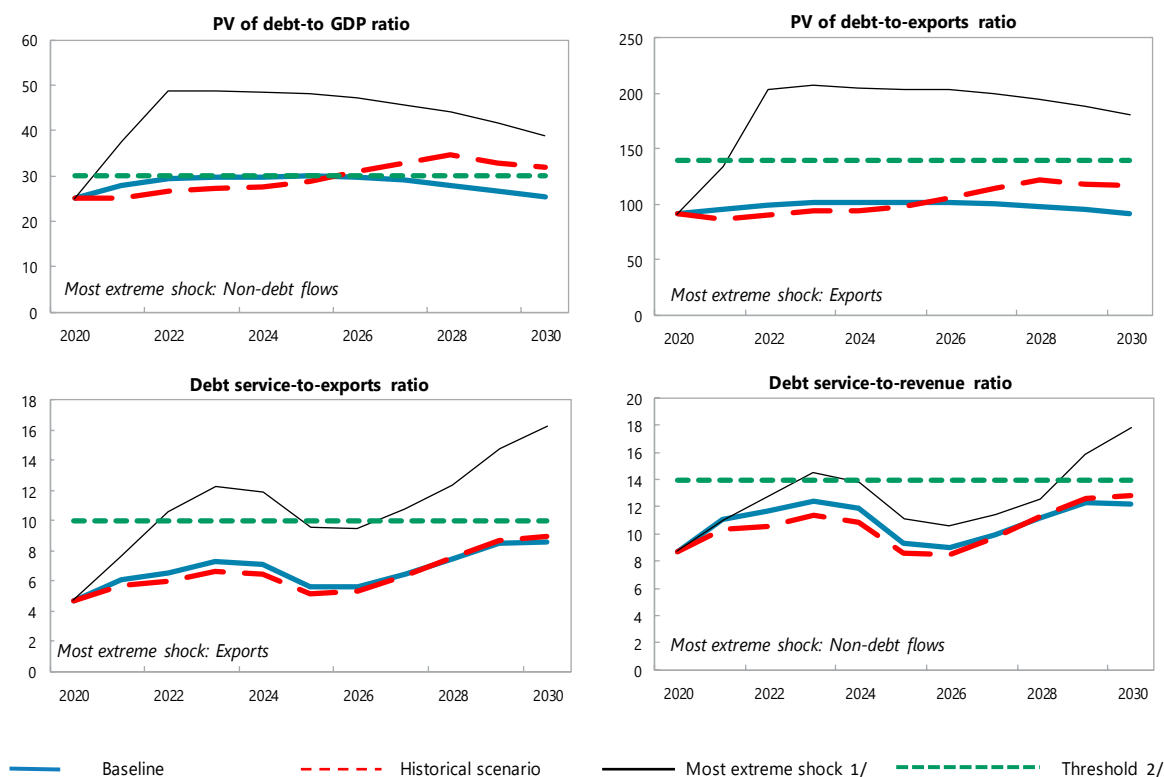 PV of debt-to GDP ratio
60
50
40
30
20
10
0
Most extreme shock: Non-debt flows
2020 2022 2024 2026 2028 2030
PV of debt-to-exports ratio
250
200
150
100
50
0
Most extreme shock: Exports
2020 2022 2024 2026 2028 2030
Debt service-to-exports ratio
18
16
14
12
10
8
6
4
2
0
Most extreme shock: Exports
2020 2022 2024 2026 2028 2030
Debt service-to-revenue ratio
20
18
16
14
12
10
8
6
4
2
0
Most extreme shock: Non-debt flows
2020 2022 2024 2026 2028 2030
Baseline Historical scenario Most extreme shock 1/ Threshold 2/